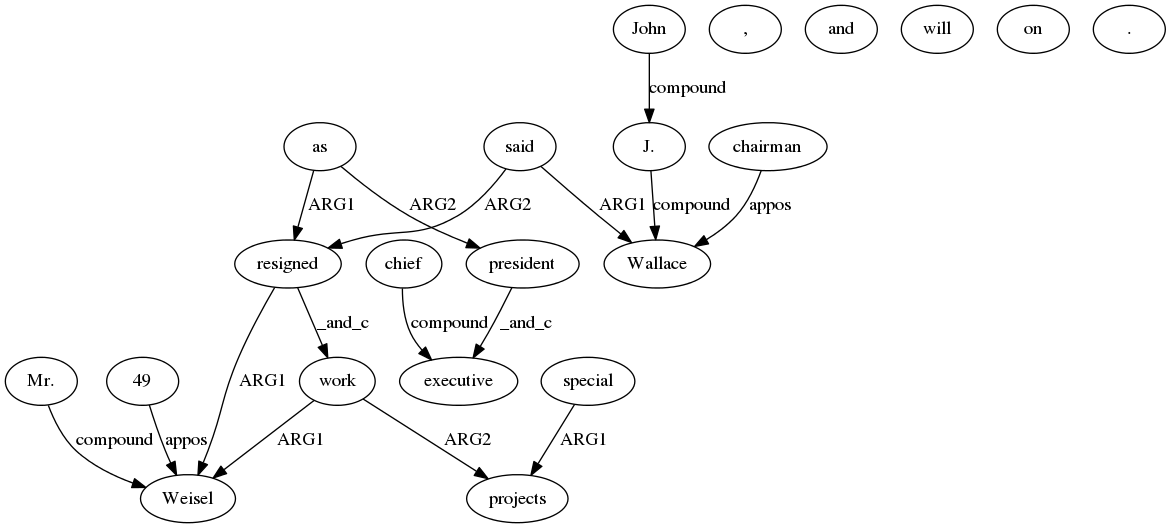 John , and will on .
compound
as said J. chairman
ARG1 ARG2 ARG2 ARG1 compound appos
resigned chief president Wallace
_and_c compound _and_c
Mr. 49 ARG1 work executive special
compound appos ARG1 ARG2 ARG1
Weisel projects